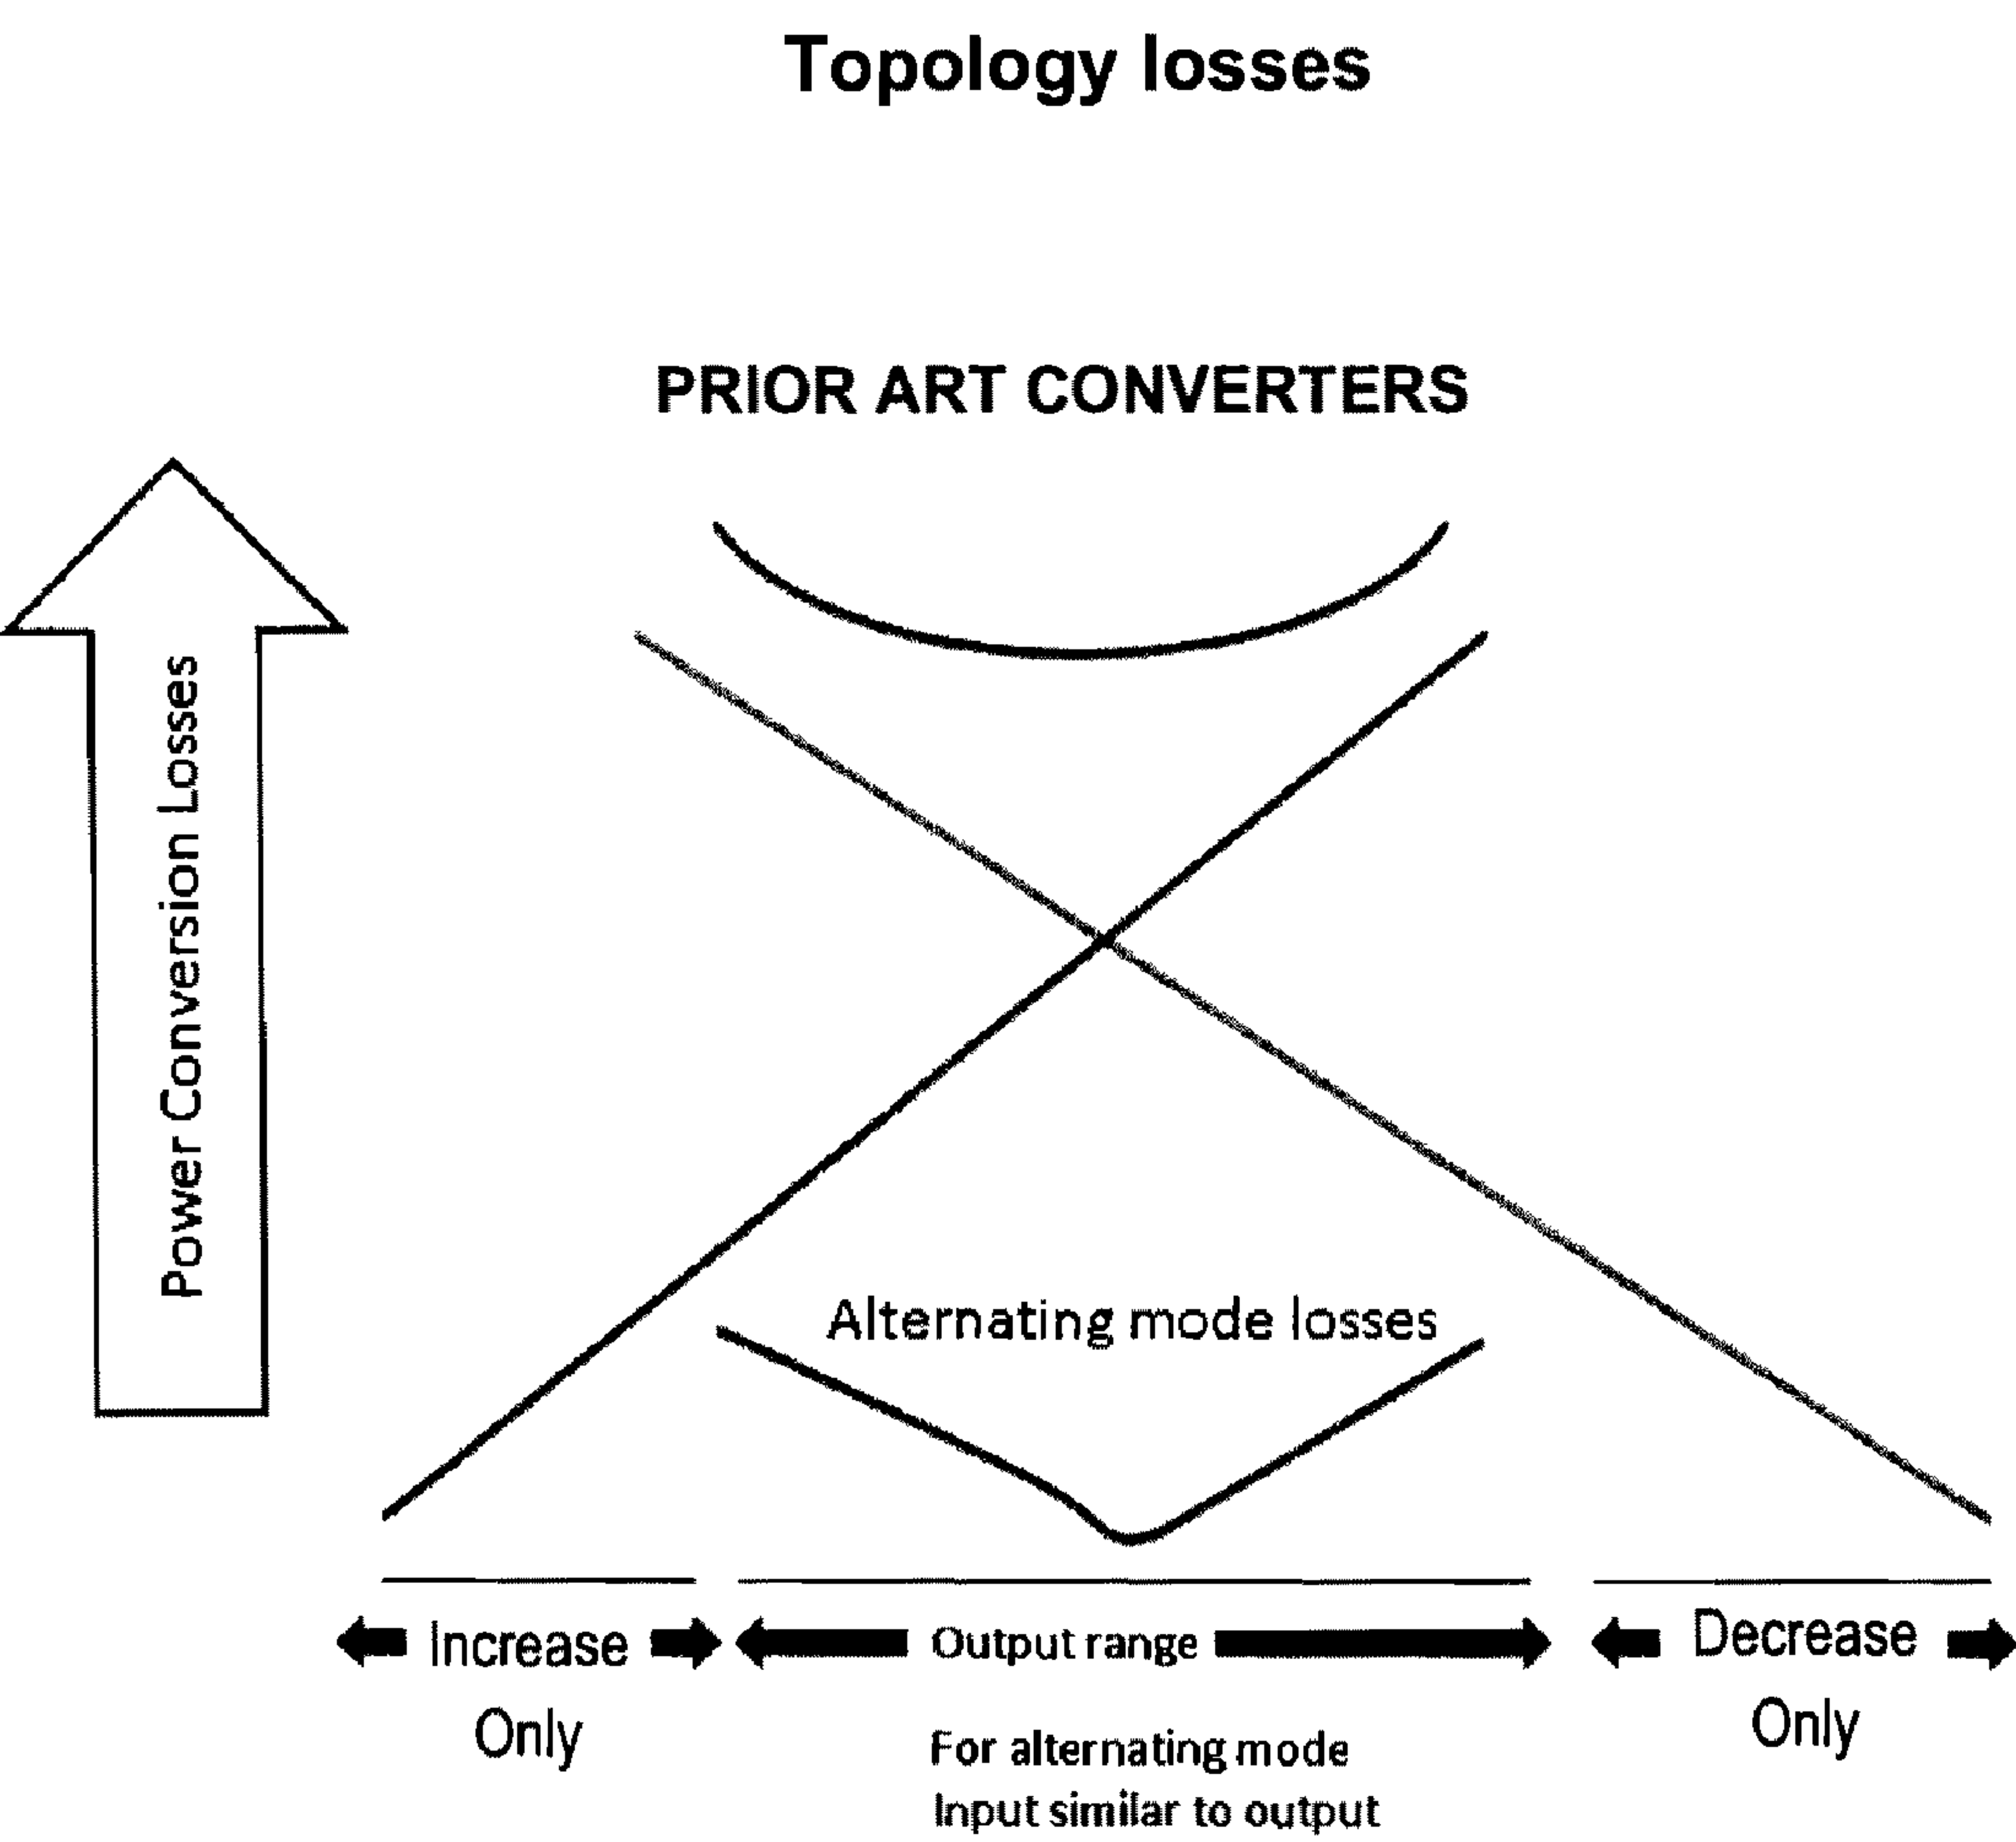 Topology losses
PRIOR ART CONVERTERS
Power Conversion Losses
Alternating mode losses
Increase
Only
Output range
For alternating mode
Input similar to output
Decrease
Only